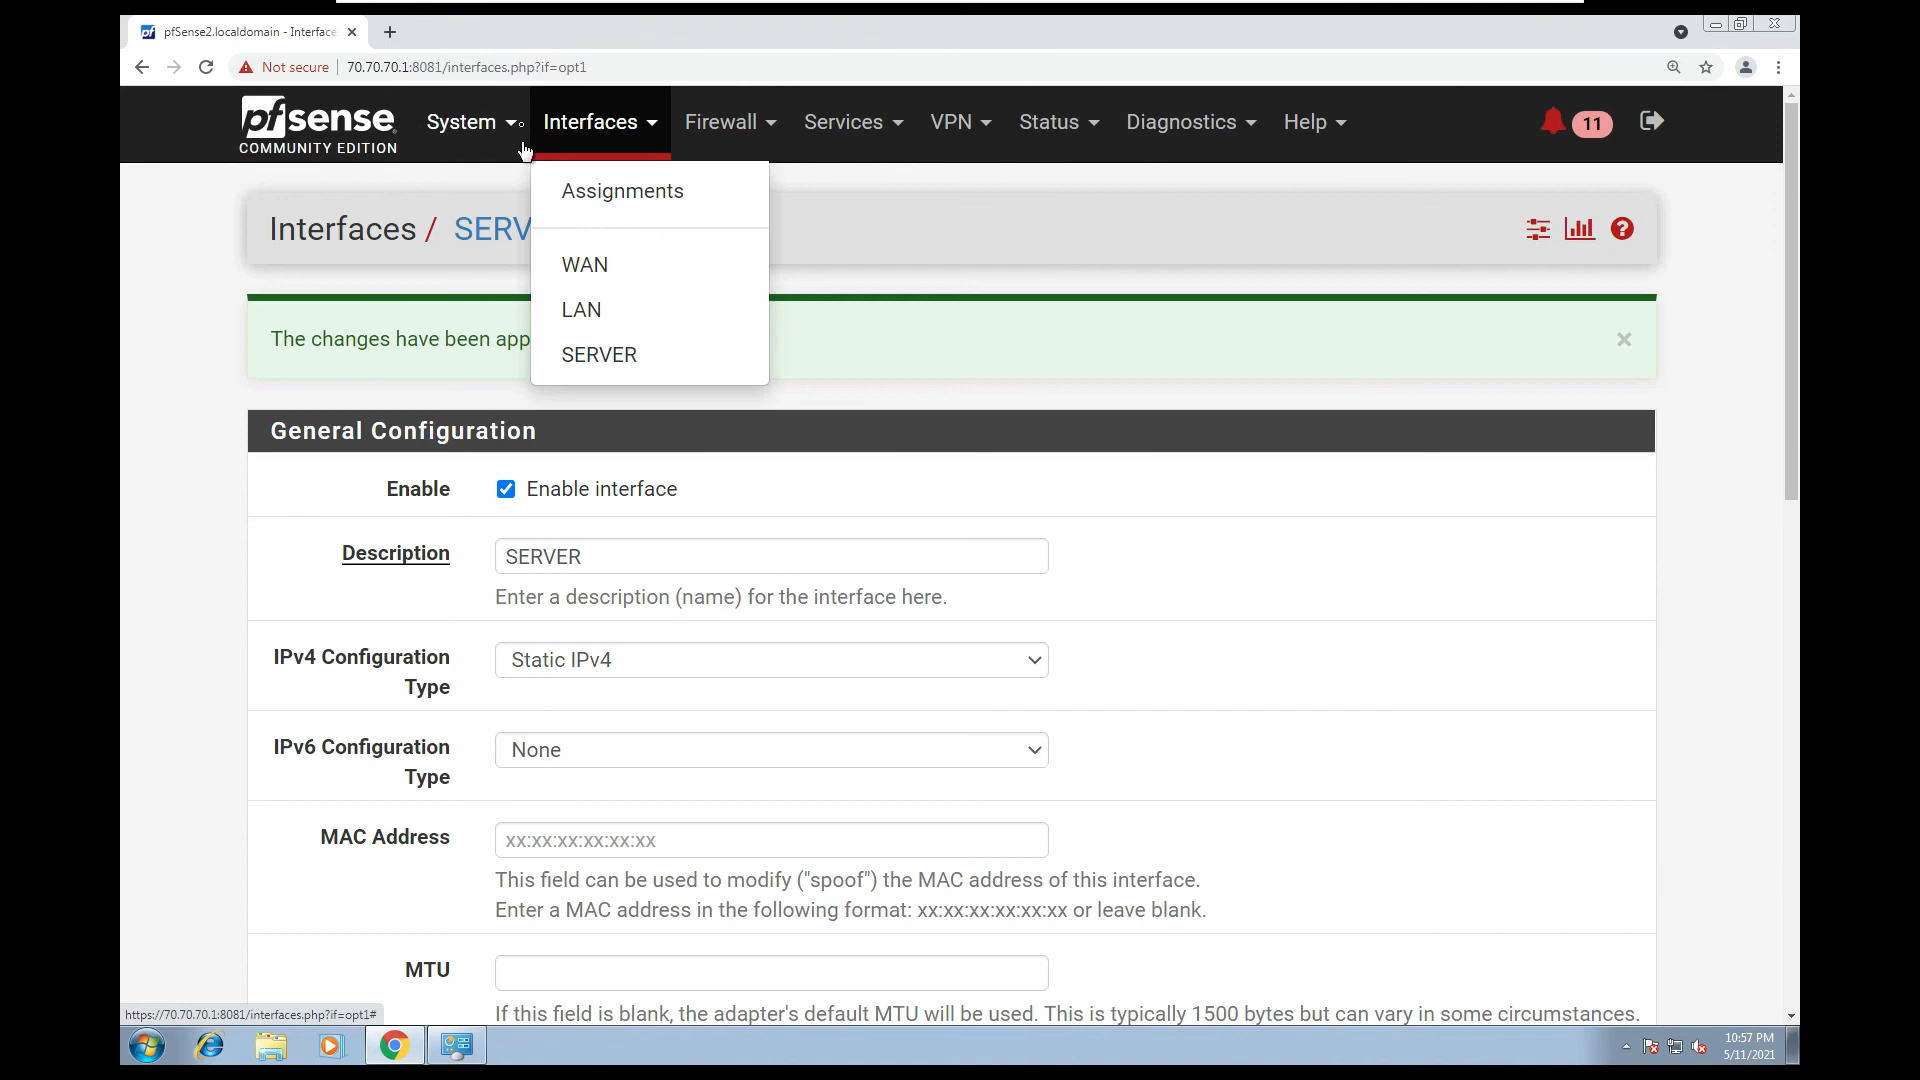 pfSense2.localdomain - Interface
Not secure
70.70.70.1:8081/interfaces.php?if=opt1
pfsense
COMMUNITY EDITION
System
Interfaces
Firewall
Services
VPN
Status
Diagnostics
Help
11
Assignments
WAN
LAN
SERVER
Interfaces / SERV
The changes have been app
General Configuration
Enable
Enable interface
Description
SERVER
Enter a description (name) for the interface here.
IPv4 Configuration
Type
Static IPv4
IPv6 Configuration
Type
None
MAC Address
xx:xx:xx:xx:xx:xx
This field can be used to modify ("spoof") the MAC address of this interface.
Enter a MAC address in the following format: xx:xx:xx:xx:xx:xx or leave blank.
MTU
If this field is blank, the adapter's default MTU will be used. This is typically 1500 bytes but can vary in some circumstances.
https://70.70.70.1:8081/interfaces.php?if=opt1#
10:57 PM
5/11/2021